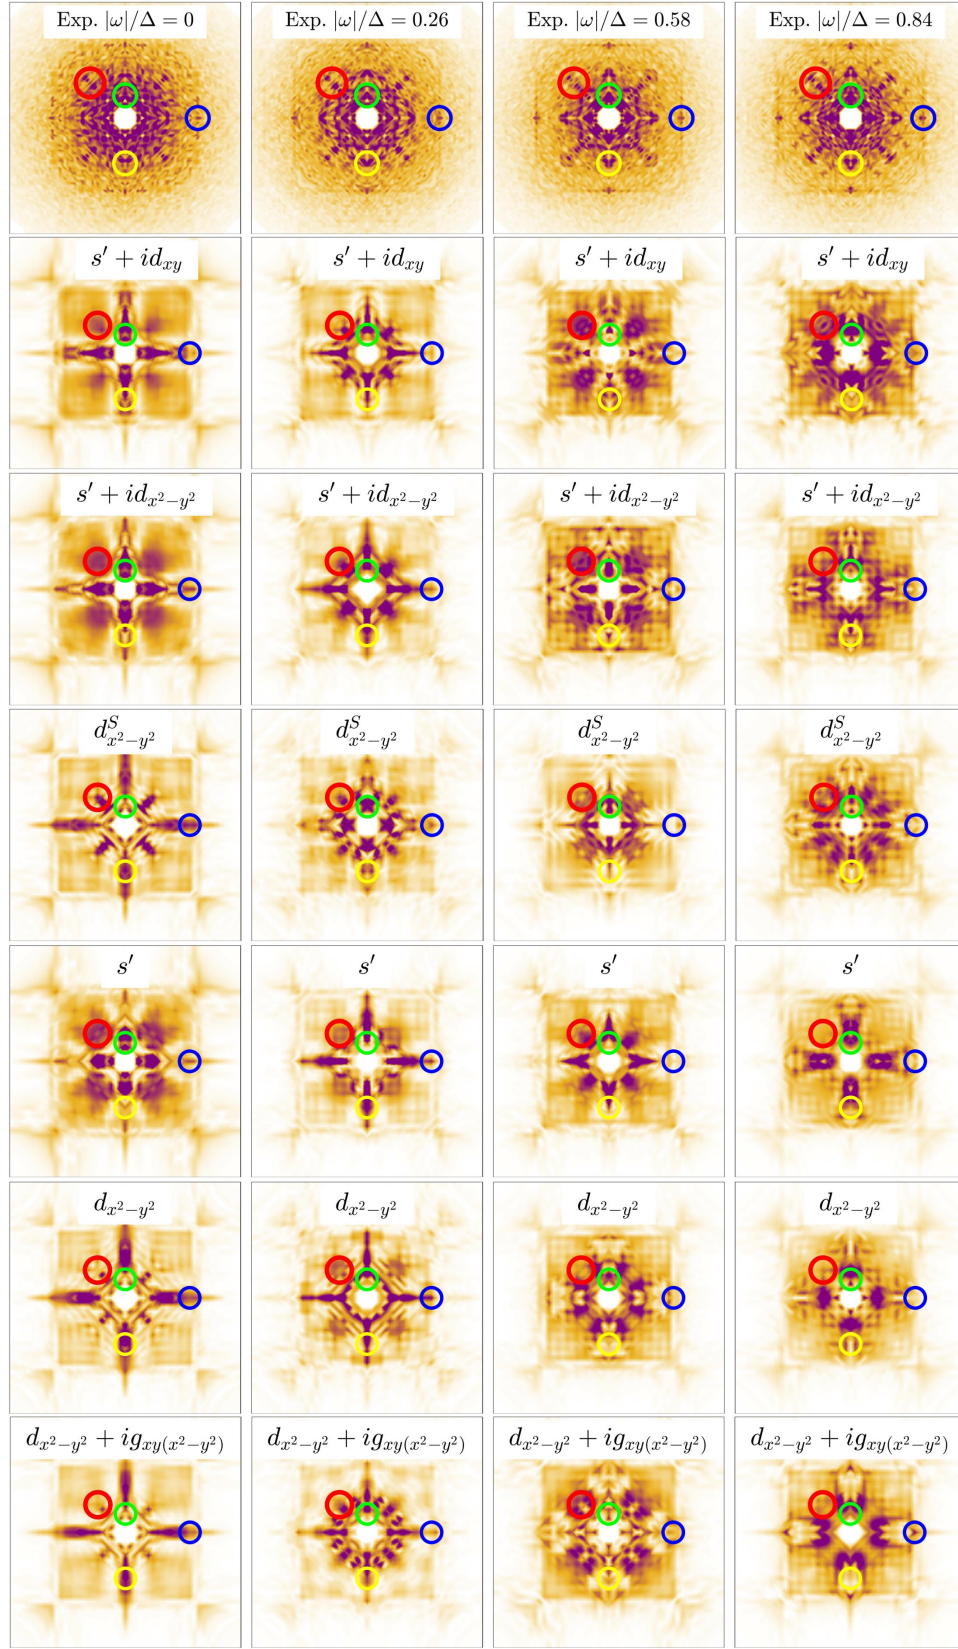 Exp. |ω|/Δ = 0 Exp. |ω|/Δ = 0.26 Exp. |ω|/Δ = 0.58 Exp. |ω|/Δ = 0.84
s′ + id_{xy} s′ + id_{xy} s′ + id_{xy} s′ + id_{xy}
s′ + id_{x²−y²} s′ + id_{x²−y²} s′ + id_{x²−y²} s′ + id_{x²−y²}
d^S_{x²−y²} d^S_{x²−y²} d^S_{x²−y²} d^S_{x²−y²}
s′ s′ s′ s′
d_{x²−y²} d_{x²−y²} d_{x²−y²} d_{x²−y²}
d_{x²−y²} + ig_{xy(x²−y²)} d_{x²−y²} + ig_{xy(x²−y²)} d_{x²−y²} + ig_{xy(x²−y²)} d_{x²−y²} + ig_{xy(x²−y²)}